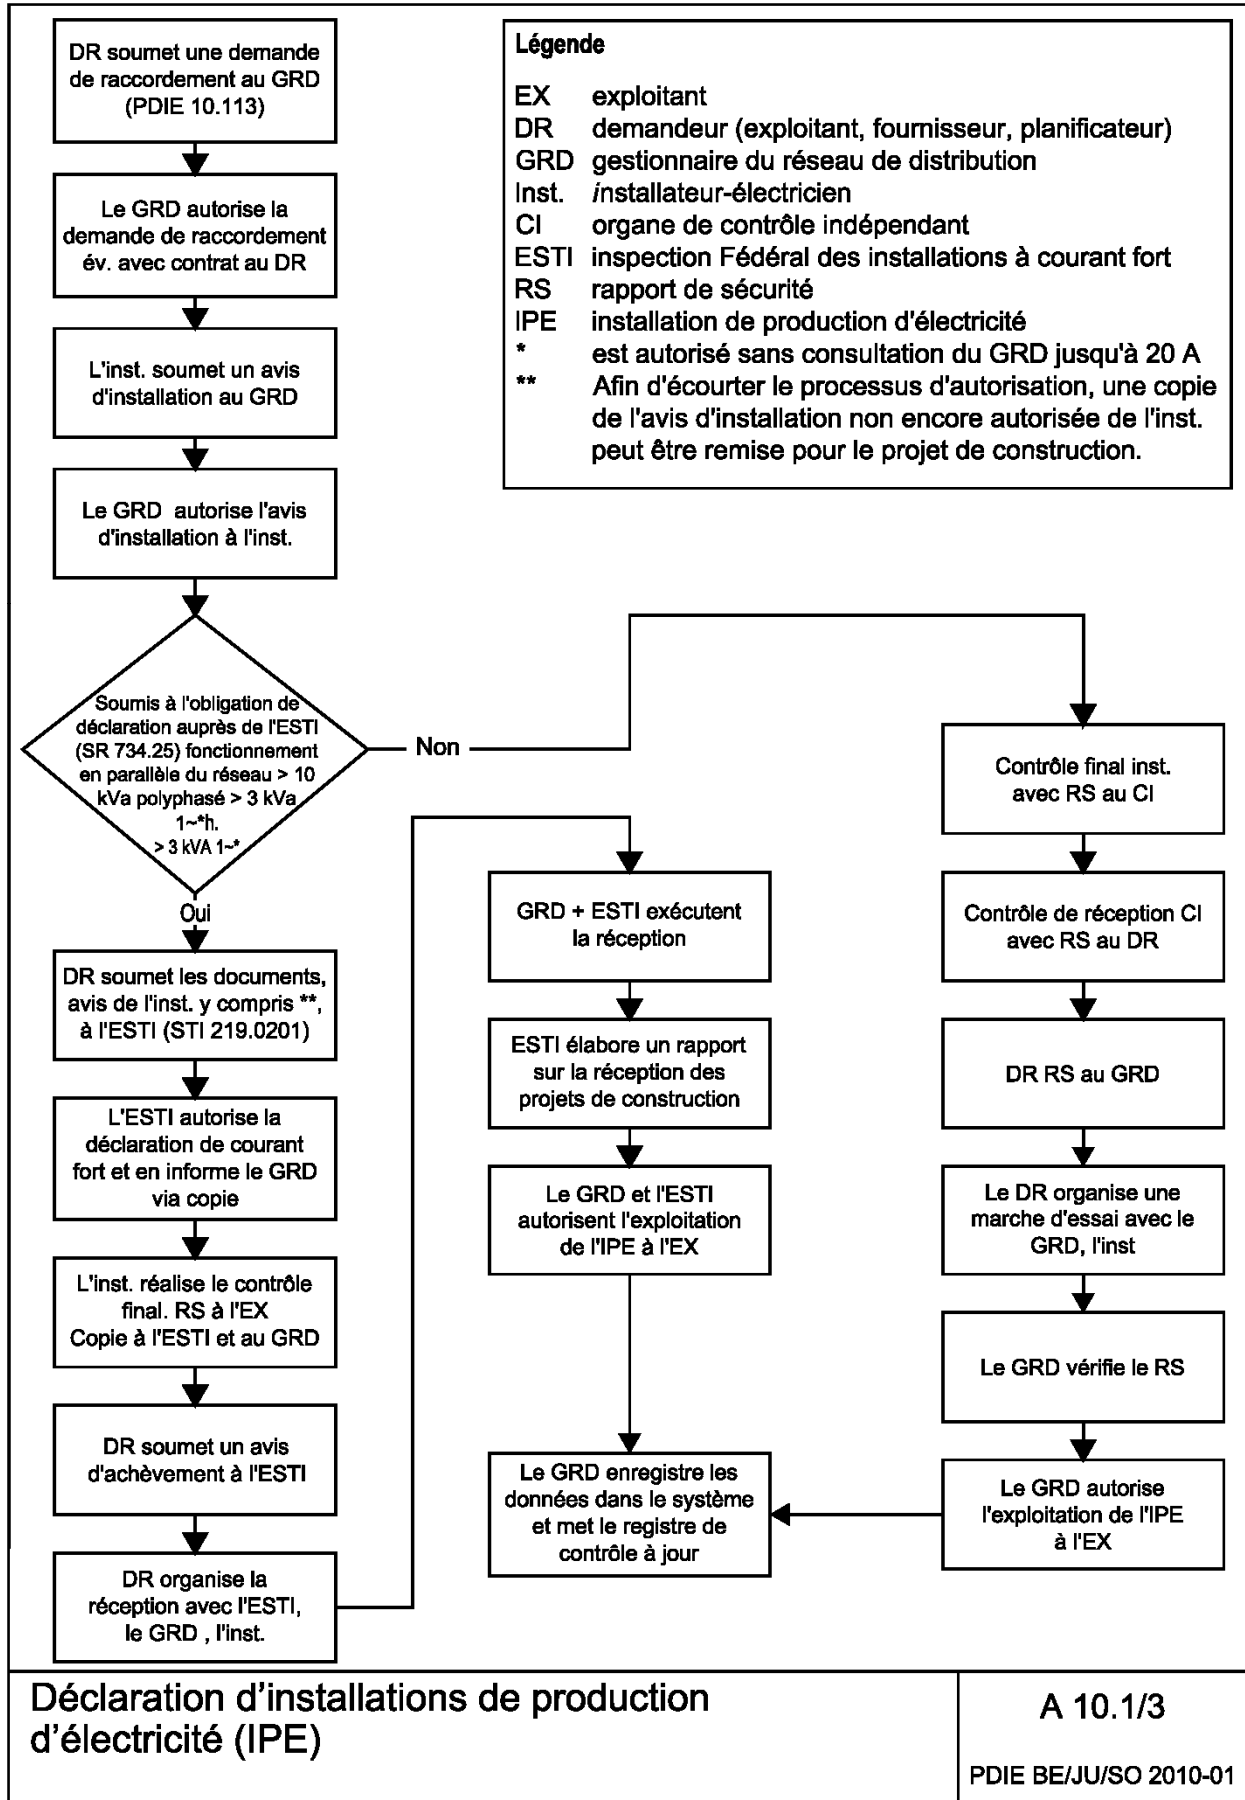 DR soumet une demande
de raccordement au GRD
(PDIE 10.113)
Le GRD autorise la
demande de raccordement
év. avec contrat au DR
L'inst. soumet un avis
d'installation au GRD
Le GRD autorise l'avis
d'installation à l'inst.
Légende
EX exploitant
DR demandeur (exploitant, fournisseur, planificateur)
GRD gestionnaire du réseau de distribution
Inst. installateur-électricien
CI organe de contrôle indépendant
ESTI inspection Fédéral des installations à courant fort
RS rapport de sécurité
IPE installation de production d'électricité
* est autorisé sans consultation du GRD jusqu'à 20 A
** Afin d'écourter le processus d'autorisation, une copie
de l'avis d'installation non encore autorisée de l'inst.
peut être remise pour le projet de construction.
Soumis à l'obligation de
déclaration auprès de l'ESTI
(SR 734.25) fonctionnement
en parallèle du réseau > 10
kVa polyphasé > 3 kVa
1~*h.
> 3 kVA 1~*
Non
Oui
DR soumet les documents,
avis de l'inst. y compris **,
à l'ESTI (STI 219.0201)
L'ESTI autorise la
déclaration de courant
fort et en informe le GRD
via copie
L'inst. réalise le contrôle
final. RS à l'EX
Copie à l'ESTI et au GRD
DR soumet un avis
d'achèvement à l'ESTI
DR organise la
réception avec l'ESTI,
le GRD , l'inst.
GRD + ESTI exécutent
la réception
ESTI élabore un rapport
sur la réception des
projets de construction
Le GRD et l'ESTI
autorisent l'exploitation
de l'IPE à l'EX
Le GRD enregistre les
données dans le système
et met le registre de
contrôle à jour
Contrôle final inst.
avec RS au CI
Contrôle de réception CI
avec RS au DR
DR RS au GRD
Le DR organise une
marche d'essai avec le
GRD, l'inst
Le GRD vérifie le RS
Le GRD autorise
l'exploitation de l'IPE
à l'EX
Déclaration d'installations de production
d'électricité (IPE)
A 10.1/3
PDIE BE/JU/SO 2010-01